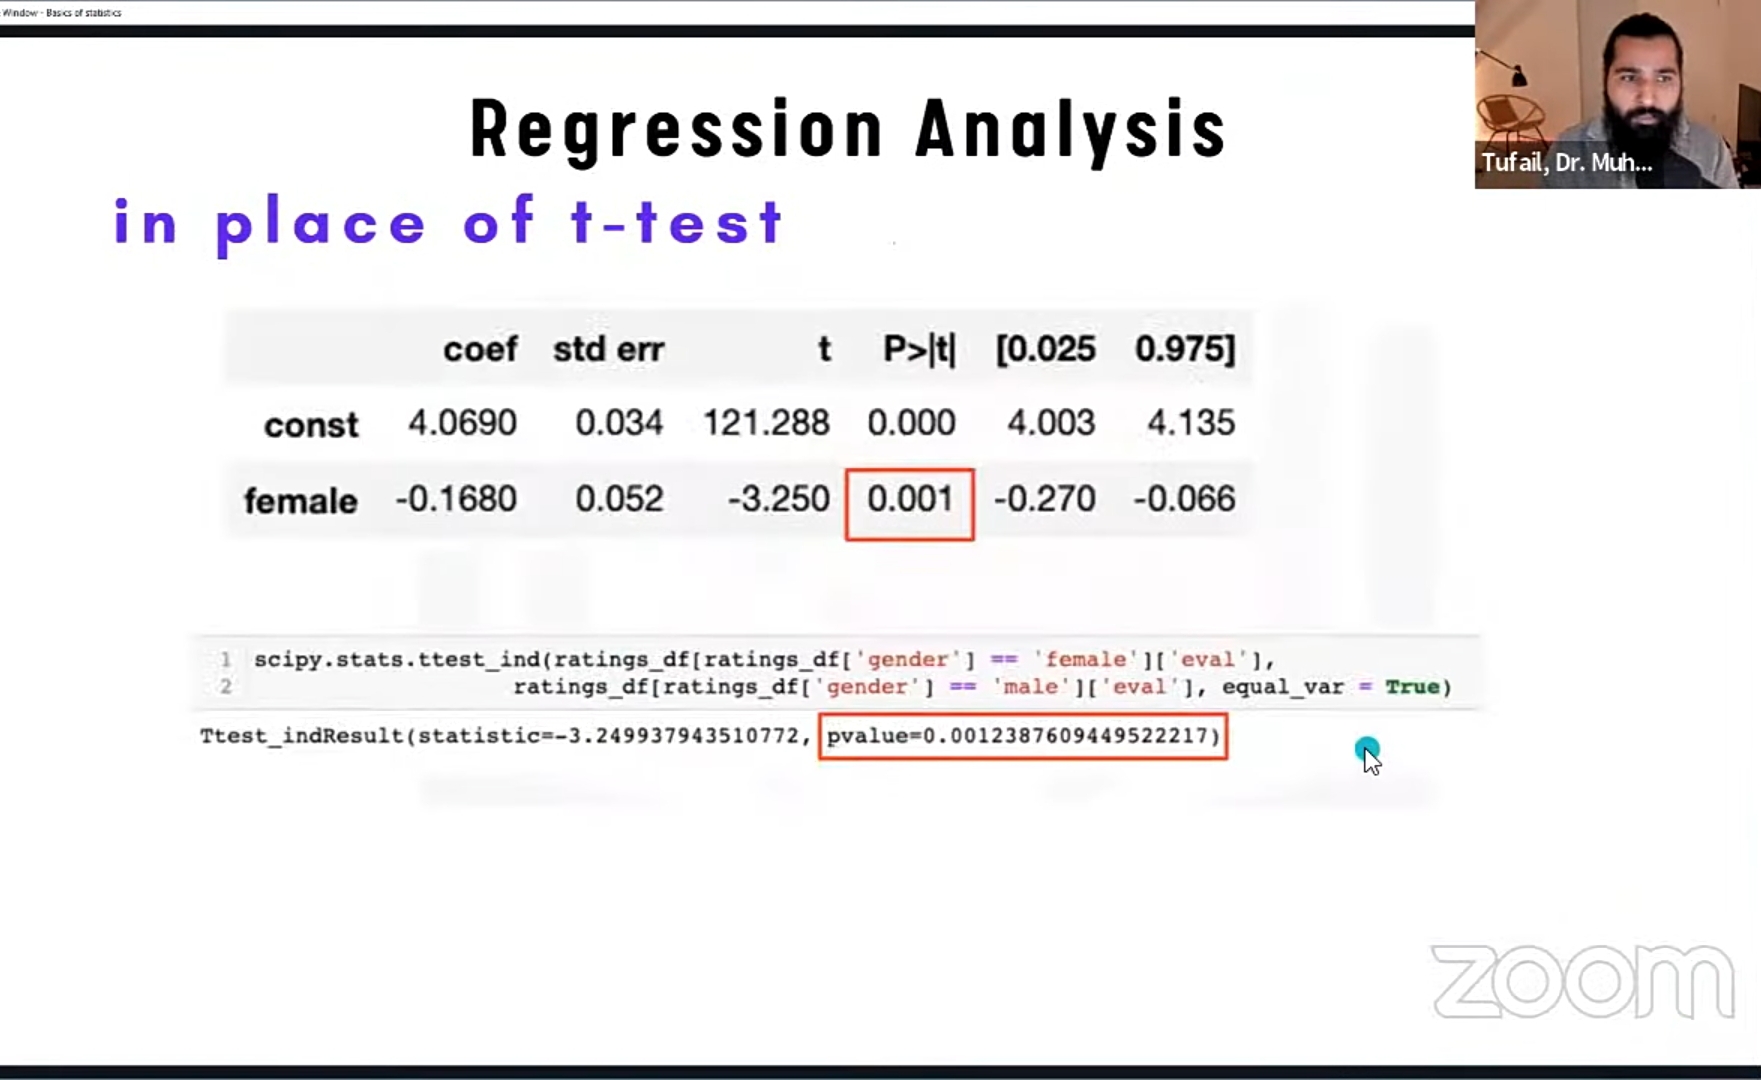 Window - Basics of statistics
Tufail, Dr. Muh...
Regression Analysis
in place of t-test
coef std err t P>|t| [0.025 0.975]
const 4.0690 0.034 121.288 0.000 4.003 4.135
female -0.1680 0.052 -3.250 0.001 -0.270 -0.066
1 scipy.stats.ttest_ind(ratings_df[ratings_df['gender'] == 'female']['eval'],
2 ratings_df[ratings_df['gender'] == 'male']['eval'], equal_var = True)
Ttest_indResult(statistic=-3.249937943510772, pvalue=0.0012387609449522217)
zoom